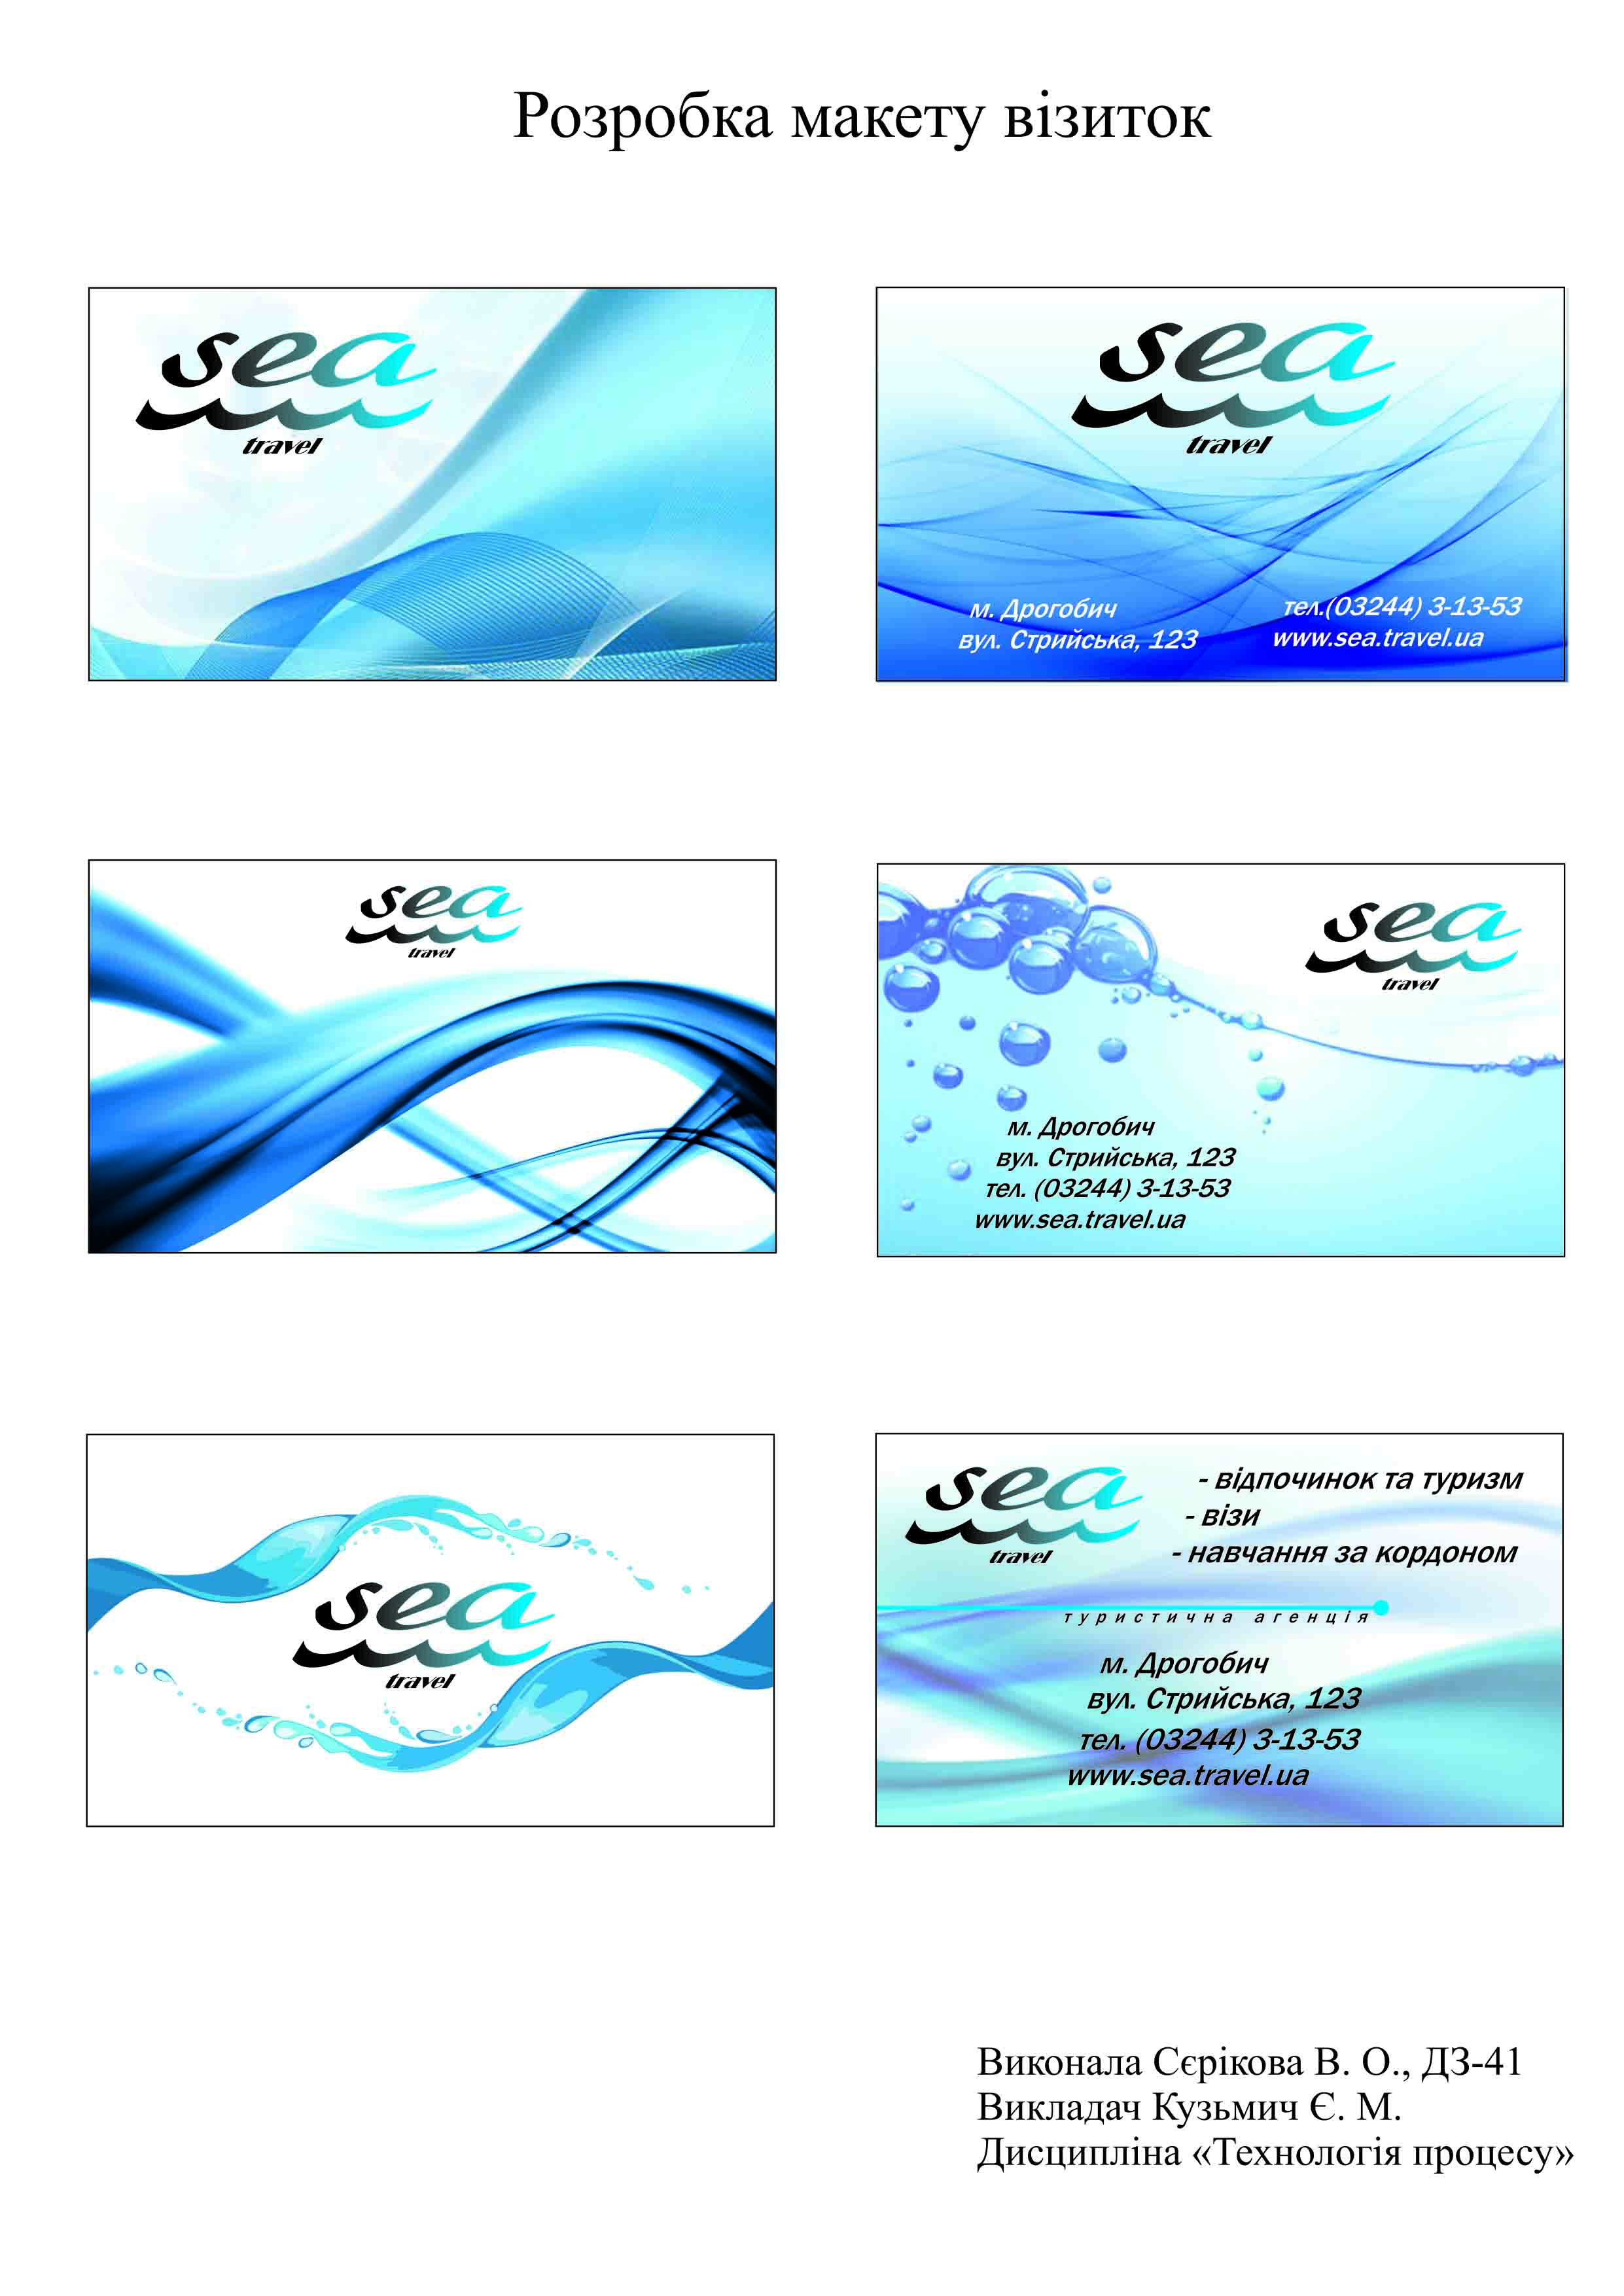 Розробка макету візиток
sea
travel
sea
travel
м. Дрогобич
вул. Стрийська, 123
тел.(03244) 3-13-53
www.sea.travel.ua
sea
travel
sea
travel
м. Дрогобич
вул. Стрийська, 123
тел. (03244) 3-13-53
www.sea.travel.ua
sea
travel
sea
travel
- відпочинок та туризм
- візи
- навчання за кордоном
туристична агенція
м. Дрогобич
вул. Стрийська, 123
тел. (03244) 3-13-53
www.sea.travel.ua
Виконала Сєрікова В. О., ДЗ-41
Викладач Кузьмич Є. М.
Дисципліна «Технологія процесу»